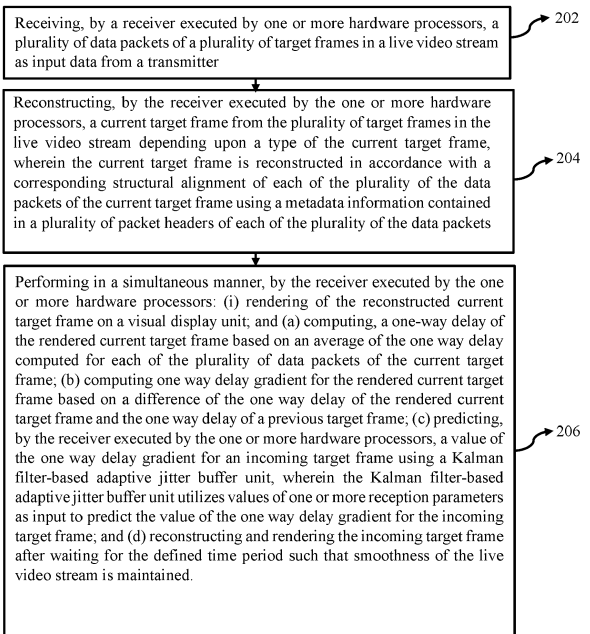 Receiving, by a receiver executed by one or more hardware processors, a
plurality of data packets of a plurality of target frames in a live video stream
as input data from a transmitter
202
Reconstructing, by the receiver executed by the one or more hardware
processors, a current target frame from the plurality of target frames in the
live video stream depending upon a type of the current target frame,
wherein the current target frame is reconstructed in accordance with a
corresponding structural alignment of each of the plurality of the data
packets of the current target frame using a metadata information contained
in a plurality of packet headers of each of the plurality of the data packets
204
Performing in a simultaneous manner, by the receiver executed by the one
or more hardware processors: (i) rendering of the reconstructed current
target frame on a visual display unit; and (a) computing, a one-way delay of
the rendered current target frame based on an average of the one way delay
computed for each of the plurality of data packets of the current target
frame; (b) computing one way delay gradient for the rendered current target
frame based on a difference of the one way delay of the rendered current
target frame and the one way delay of a previous target frame; (c) predicting,
by the receiver executed by the one or more hardware processors, a value of
the one way delay gradient for an incoming target frame using a Kalman
filter-based adaptive jitter buffer unit, wherein the Kalman filter-based
adaptive jitter buffer unit utilizes values of one or more reception parameters
as input to predict the value of the one way delay gradient for the incoming
target frame; and (d) reconstructing and rendering the incoming target frame
after waiting for the defined time period such that smoothness of the live
video stream is maintained.
206